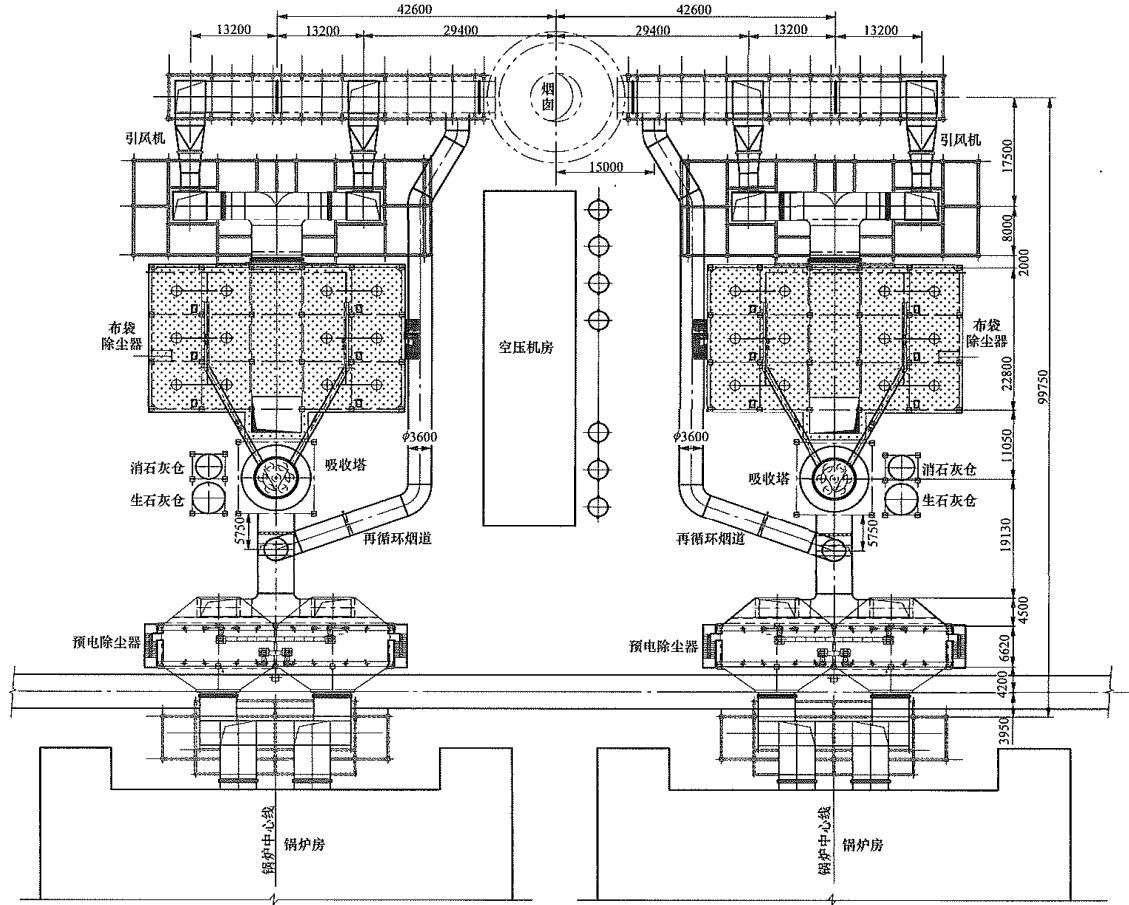 42600
42600
13200
13200
29400
29400
13200
13200
烟
囱
引风机
引风机
15000
17500
8000
2000
布袋
除尘器
空压机房
布袋
除尘器
22800
99750
φ3600
φ3600
11050
消石灰仓
吸收塔
吸收塔
消石灰仓
生石灰仓
生石灰仓
5750
再循环烟道
再循环烟道
5750
19130
4500
预电除尘器
预电除尘器
6620
4200
3950
锅炉中心线
锅炉房
锅炉中心线
锅炉房